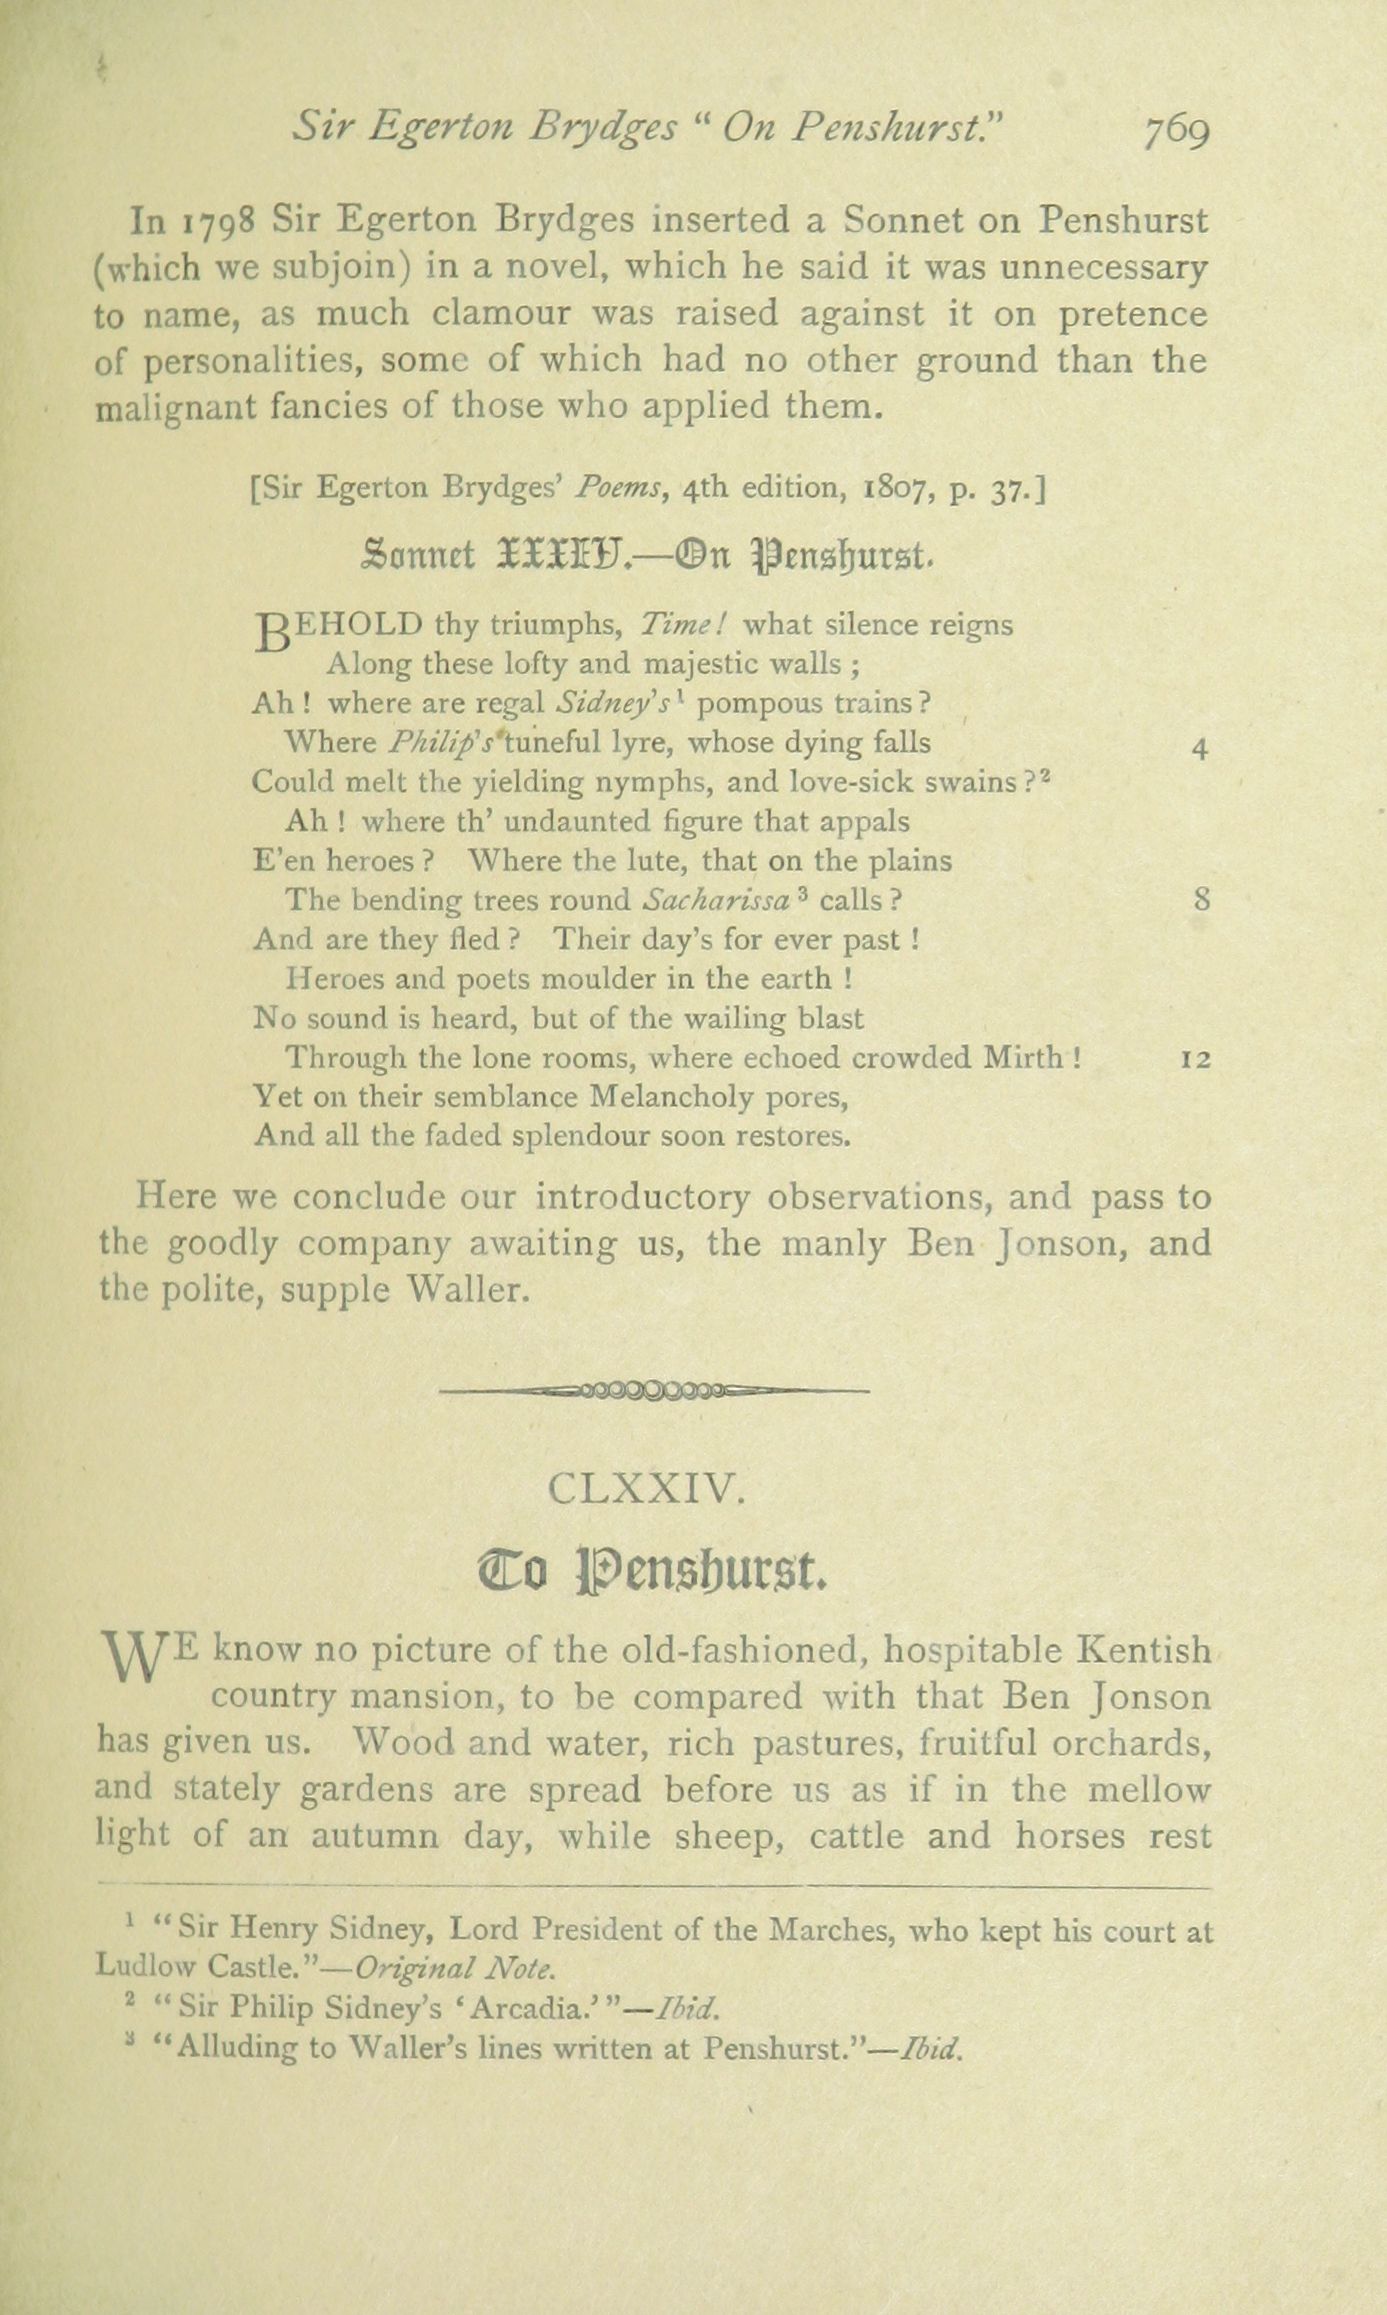 Sir Egerton Brydges “ On Penshurst.” 769
In 1798 Sir Egerton Brydges inserted a Sonnet on Penshurst
(which we subjoin) in a novel, which he said it was unnecessary
to name, as much clamour was raised against it on pretence
of personalities, some of which had no other ground than the
malignant fancies of those who applied them.
[Sir Egerton Brydges’ Poems, 4th edition, 1807, p. 37.]
Sonnet XXXIV.—On Penshurst.
BEHOLD thy triumphs, Time! what silence reigns
Along these lofty and majestic walls ;
Ah ! where are regal Sidney's¹ pompous trains ?
Where Philip's tuneful lyre, whose dying falls 4
Could melt the yielding nymphs, and love-sick swains ?²
Ah ! where th’ undaunted figure that appals
E’en heroes ? Where the lute, that on the plains
The bending trees round Sacharissa³ calls ? 8
And are they fled ? Their day’s for ever past !
Heroes and poets moulder in the earth !
No sound is heard, but of the wailing blast
Through the lone rooms, where echoed crowded Mirth ! 12
Yet on their semblance Melancholy pores,
And all the faded splendour soon restores.
Here we conclude our introductory observations, and pass to
the goodly company awaiting us, the manly Ben Jonson, and
the polite, supple Waller.
CLXXIV.
To Penshurst.
WE know no picture of the old-fashioned, hospitable Kentish
country mansion, to be compared with that Ben Jonson
has given us. Wood and water, rich pastures, fruitful orchards,
and stately gardens are spread before us as if in the mellow
light of an autumn day, while sheep, cattle and horses rest
¹ “Sir Henry Sidney, Lord President of the Marches, who kept his court at
Ludlow Castle.”—Original Note.
² “Sir Philip Sidney’s ‘Arcadia.’”—Ibid.
³ “Alluding to Waller’s lines written at Penshurst.”—Ibid.